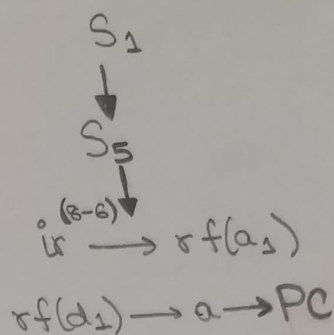 S1
↓
S5
↓
ir(8-6) → rf(a1)
rf(d1) → a → PC